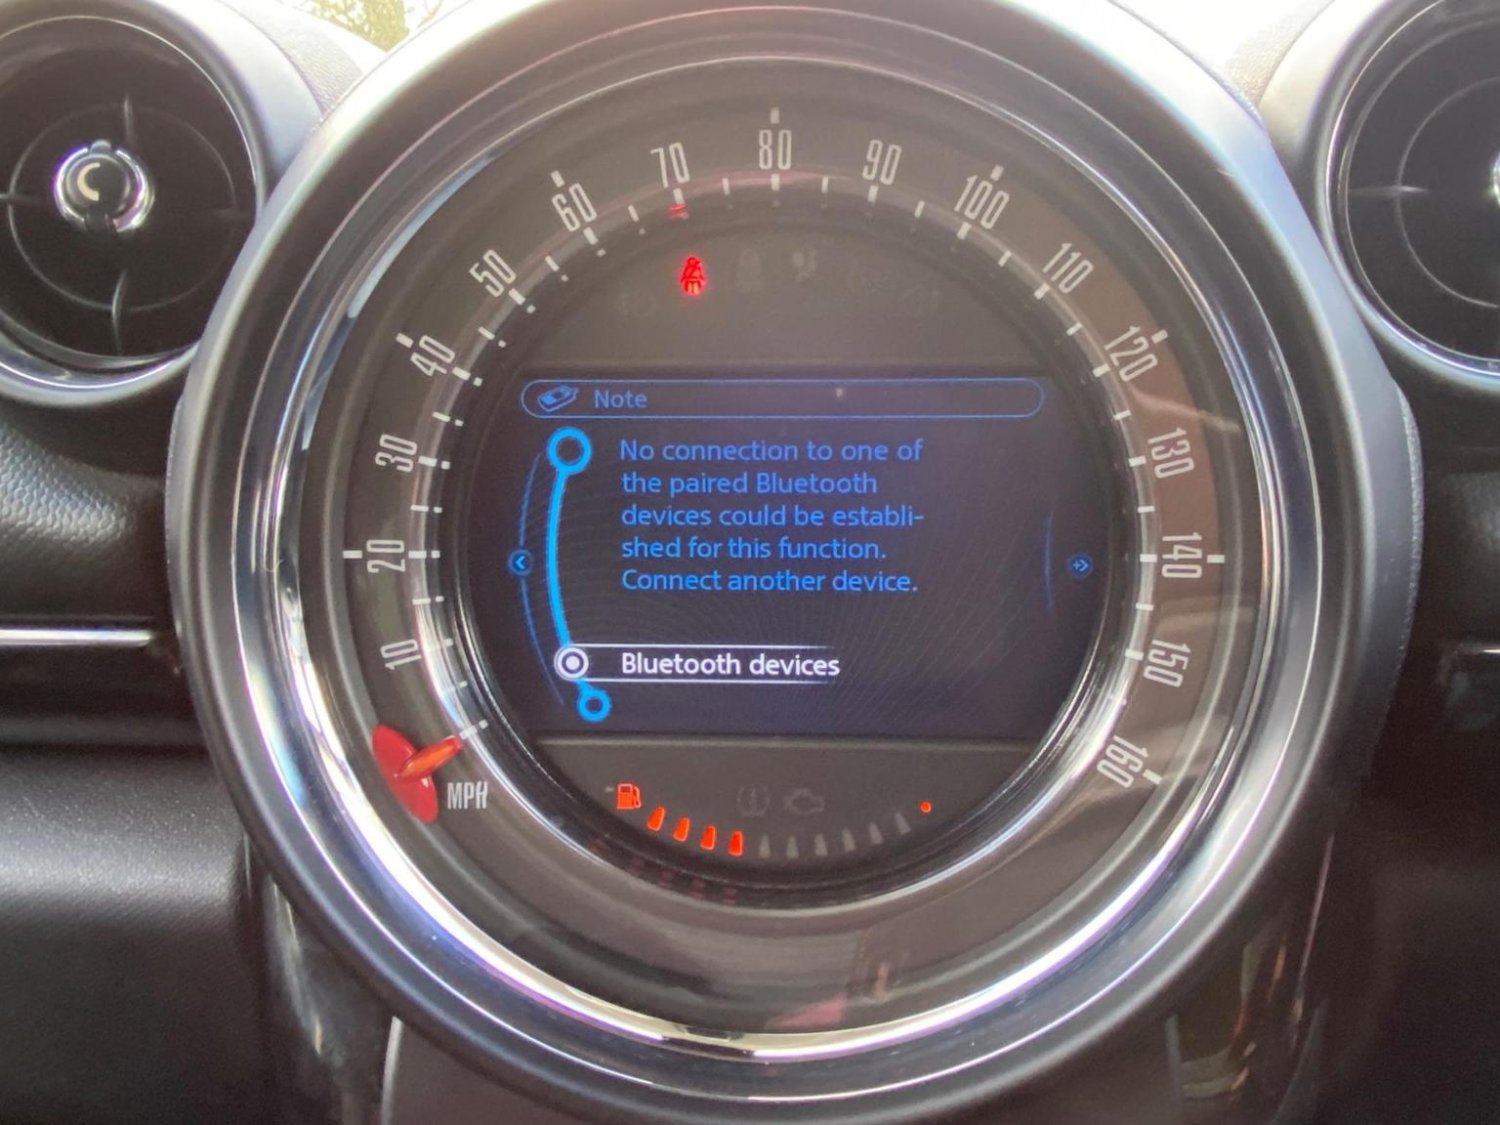 80
70
90
60
100
50
110
40
120
Note
30
No connection to one of
the paired Bluetooth
devices could be establi-
shed for this function.
Connect another device.
130
20
140
10
Bluetooth devices
150
160
MPH